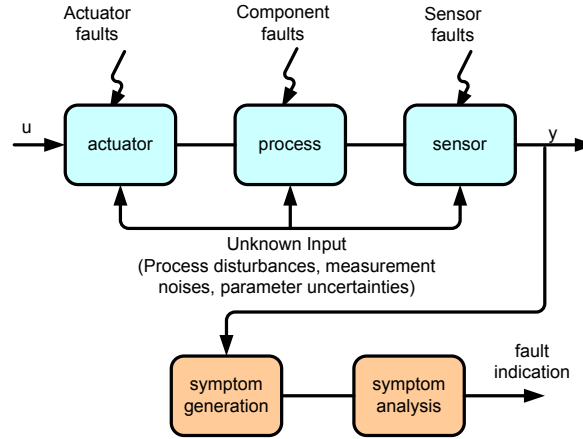 Actuator
faults
Component
faults
Sensor
faults
u
actuator
process
sensor
y
Unknown Input
(Process disturbances, measurement
noises, parameter uncertainties)
symptom
generation
symptom
analysis
fault
indication